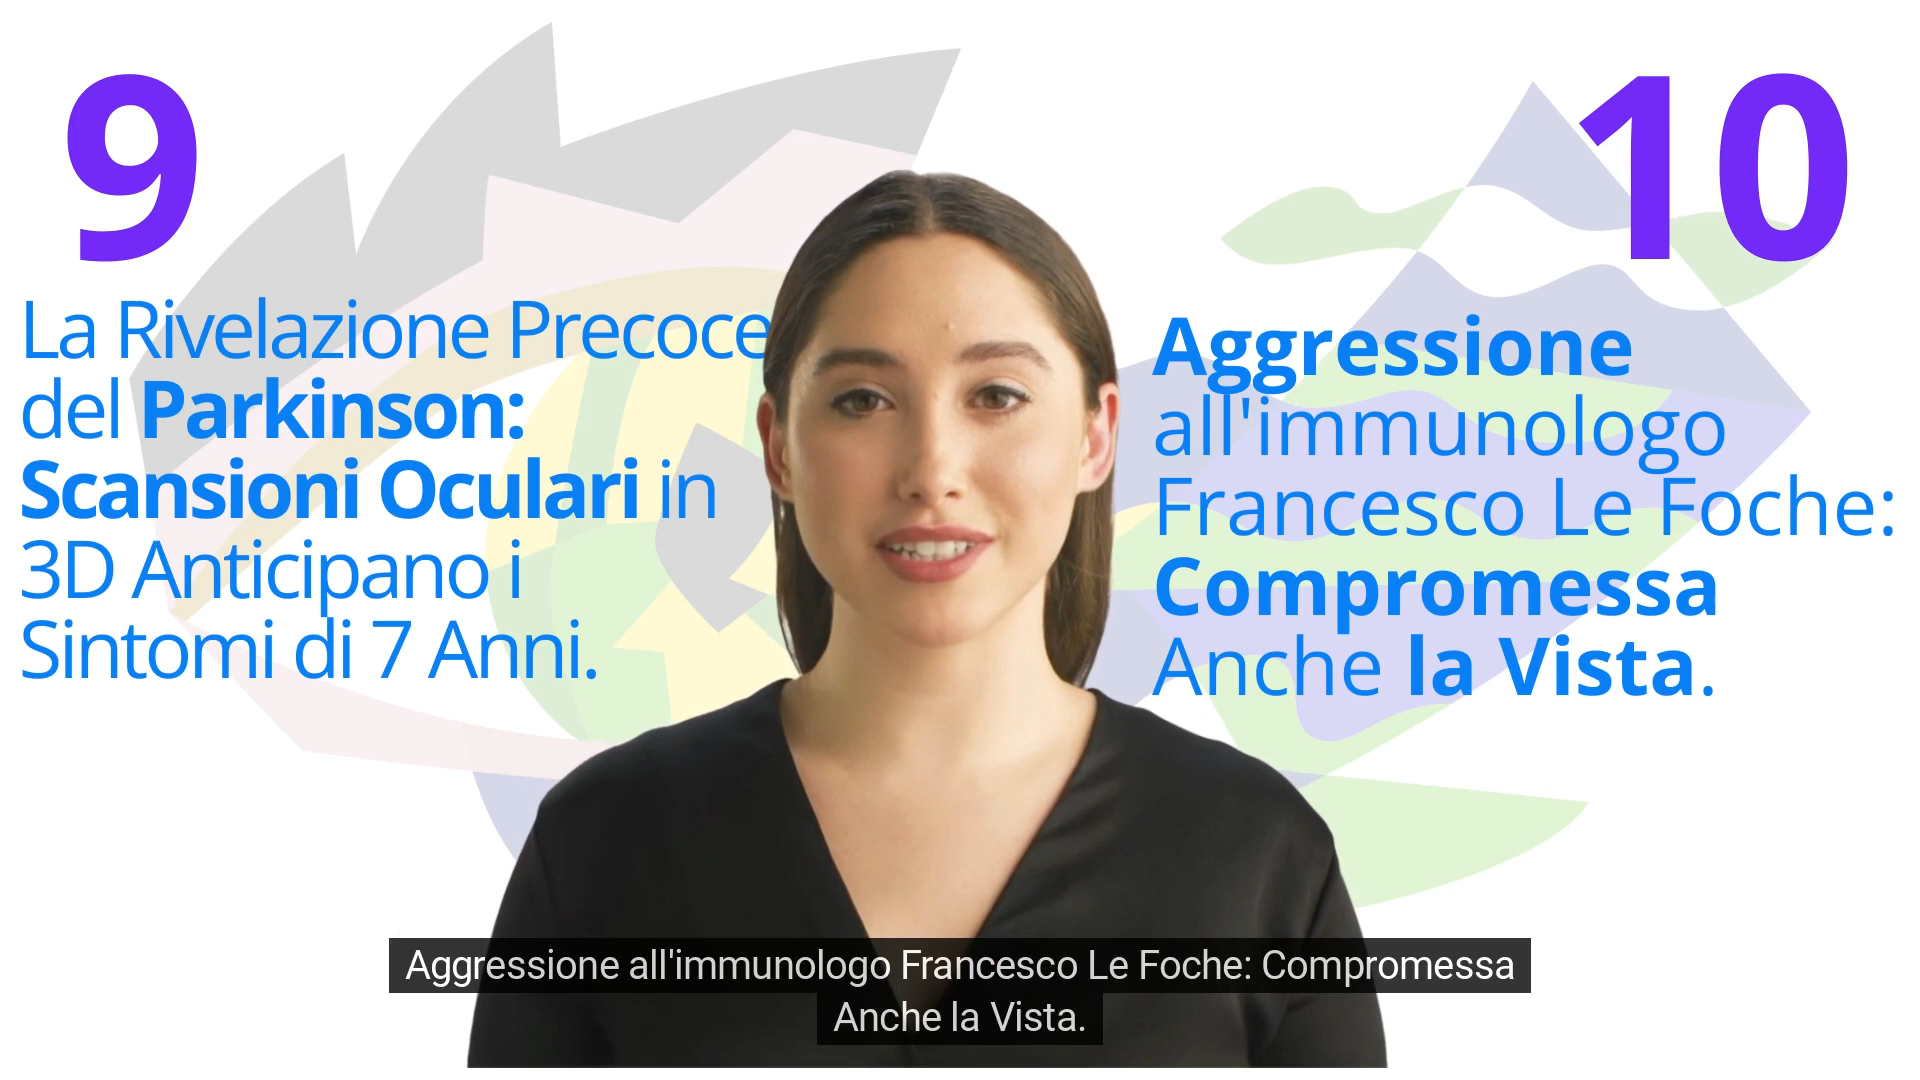 9
La Rivelazione Precoce
del Parkinson:
Scansioni Oculari in
3D Anticipano i
Sintomi di 7 Anni.
10
Aggressione
all'immunologo
Francesco Le Foche:
Compromessa
Anche la Vista.
Aggressione all'immunologo Francesco Le Foche: Compromessa
Anche la Vista.